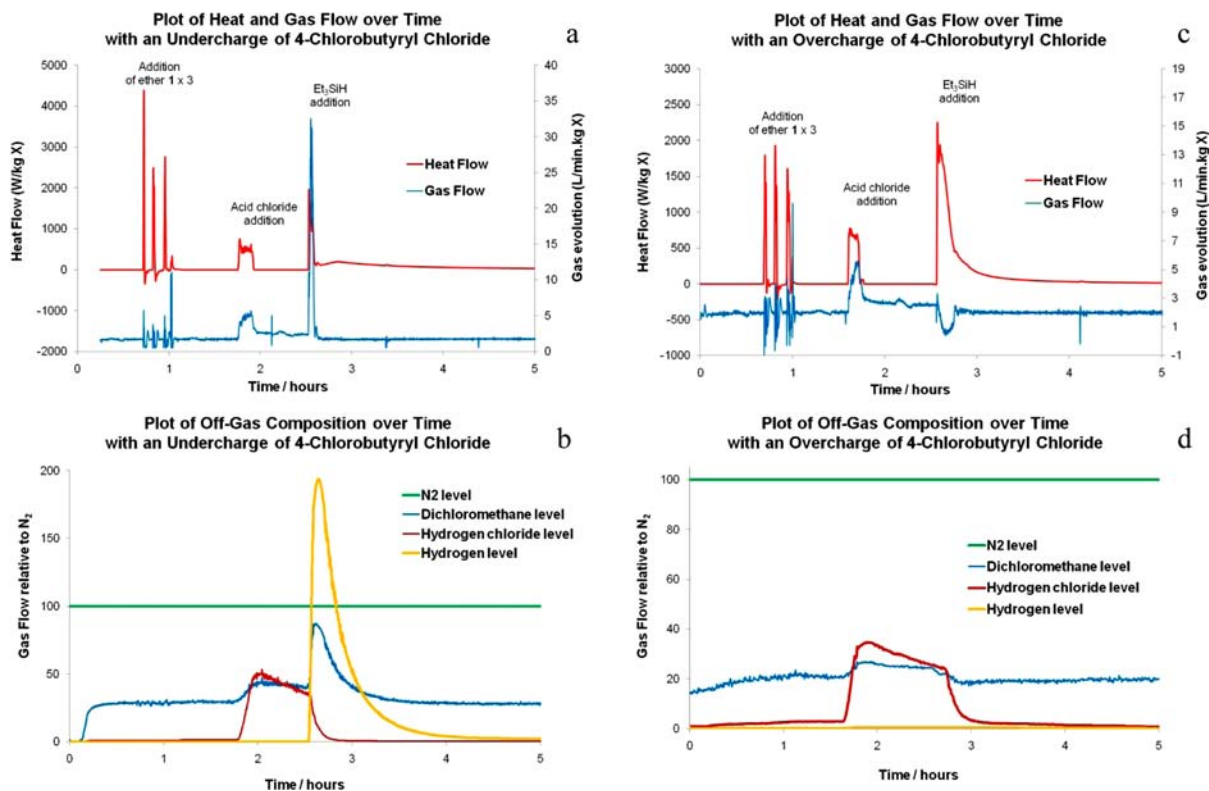 Plot of Heat and Gas Flow over Time
with an Undercharge of 4-Chlorobutyryl Chloride
a
5000
4000
3000
2000
1000
0
-1000
-2000
Heat Flow (W/kg X)
40
35
30
25
20
15
10
5
0
Gas evolution (L/min.kg X)
Addition
of ether 1 x 3
Et₃SiH
addition
Heat Flow
Gas Flow
Acid chloride
addition
0 1 2 3 4 5
Time / hours
Plot of Heat and Gas Flow over Time
with an Overcharge of 4-Chlorobutyryl Chloride
c
3000
2500
2000
1500
1000
500
0
-500
-1000
Heat Flow (W/kg X)
19
17
15
13
11
9
7
5
3
1
-1
Gas evolution (L/min.kg X)
Et₃SiH
addition
Addition
of ether 1 x 3
Heat Flow
Gas Flow
Acid chloride
addition
0 1 2 3 4 5
Time / hours
Plot of Off-Gas Composition over Time
with an Undercharge of 4-Chlorobutyryl Chloride
b
200
150
100
50
0
Gas Flow relative to N₂
N2 level
Dichloromethane level
Hydrogen chloride level
Hydrogen level
0 1 2 3 4 5
Time / hours
Plot of Off-Gas Composition over Time
with an Overcharge of 4-Chlorobutyryl Chloride
d
100
80
60
40
20
0
Gas Flow relative to N₂
N2 level
Dichloromethane level
Hydrogen chloride level
Hydrogen level
0 1 2 3 4 5
Time / hours